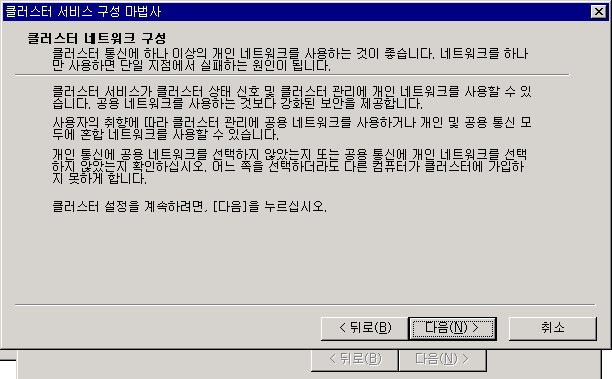 클러스터 서비스 구성 마법사
클러스터 네트워크 구성
클러스터 통신에 하나 이상의 개인 네트워크를 사용하는 것이 좋습니다. 네트워크를 하나
만 사용하면 단일 지점에서 실패하는 원인이 됩니다.
클러스터 서비스가 클러스터 상태 신호 및 클러스터 관리에 개인 네트워크를 사용할 수 있
습니다. 공용 네트워크를 사용하는 것보다 강화된 보안을 제공합니다.
사용자의 취향에 따라 클러스터 관리에 공용 네트워크를 사용하거나 개인 및 공용 통신 모
두에 혼합 네트워크를 사용할 수 있습니다.
개인 통신에 공용 네트워크를 선택하지 않았는지 또는 공용 통신에 개인 네트워크를 선택
하지 않았는지 확인하십시오. 어느 쪽을 선택하더라도 다른 컴퓨터가 클러스터에 가입하
지 못하게 합니다.
클러스터 설정을 계속하려면, [다음]을 누르십시오.
< 뒤로(B) 다음(N) > 취소
< 뒤로(B) 다음(N) >